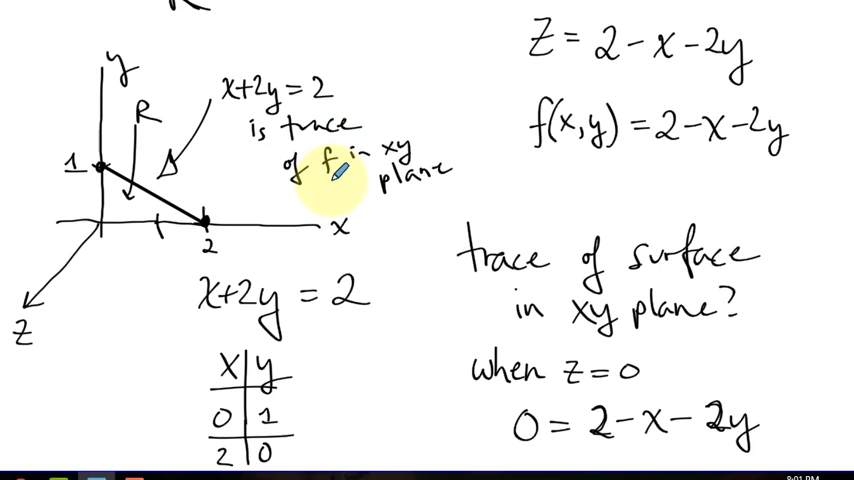 y
x+2y = 2
is trace
of f in xy
plane
R
1
x
2
z
x+2y = 2
x y
0 1
2 0
Z = 2 - x - 2y
f(x, y) = 2 - x - 2y
trace of surface
in xy plane?
when z = 0
0 = 2 - x - 2y